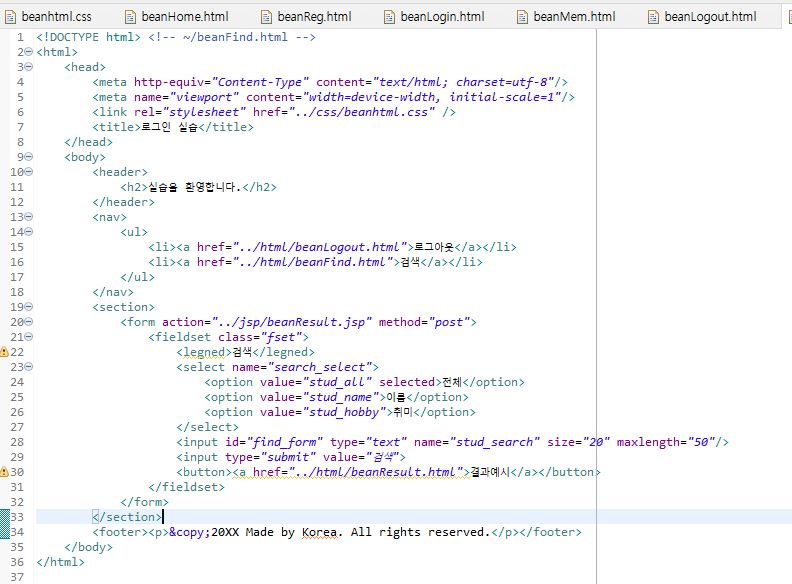 beanhtml.css beanHome.html beanReg.html beanLogin.html beanMem.html beanLogout.html
1 <!DOCTYPE html> <!-- ~/beanFind.html -->
2 <html>
3 <head>
4 <meta http-equiv="Content-Type" content="text/html; charset=utf-8"/>
5 <meta name="viewport" content="width=device-width, initial-scale=1"/>
6 <link rel="stylesheet" href="../css/beanhtml.css" />
7 <title>로그인 실습</title>
8 </head>
9 <body>
10 <header>
11 <h2>실습을 환영합니다.</h2>
12 </header>
13 <nav>
14 <ul>
15 <li><a href="../html/beanLogout.html">로그아웃</a></li>
16 <li><a href="../html/beanFind.html">검색</a></li>
17 </ul>
18 </nav>
19 <section>
20 <form action="../jsp/beanResult.jsp" method="post">
21 <fieldset class="fset">
22 <legned>검색</legned>
23 <select name="search_select">
24 <option value="stud_all" selected>전체</option>
25 <option value="stud_name">이름</option>
26 <option value="stud_hobby">취미</option>
27 </select>
28 <input id="find_form" type="text" name="stud_search" size="20" maxlength="50"/>
29 <input type="submit" value="검색">
30 <button><a href="../html/beanResult.html">결과예시</a></button>
31 </fieldset>
32 </form>
33 </section>
34 <footer><p>&copy;20XX Made by Korea. All rights reserved.</p></footer>
35 </body>
36 </html>
37